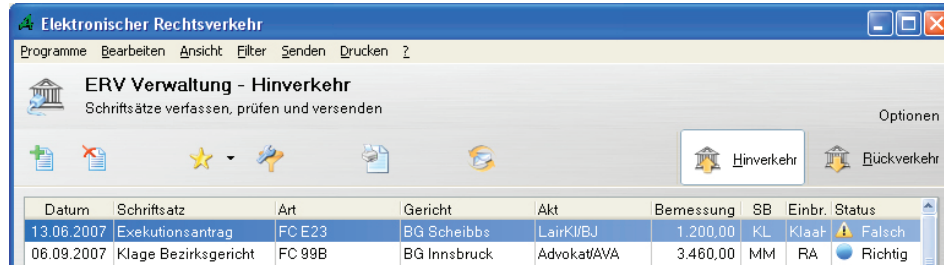 Elektronischer Rechtsverkehr
Programme Bearbeiten Ansicht Filter Senden Drucken ?
ERV Verwaltung - Hinverkehr
Schriftsätze verfassen, prüfen und versenden
Optionen
Hinverkehr Rückverkehr
Datum Schriftsatz Art Gericht Akt Bemessung SB Einbr. Status
13.06.2007 Exekutionsantrag FC E23 BG Scheibbs LairKl/BJ 1.200,00 KL Falsch
06.09.2007 Klage Bezirksgericht FC 99B BG Innsbruck Advokat/AVA 3.460,00 MM RA Richtig